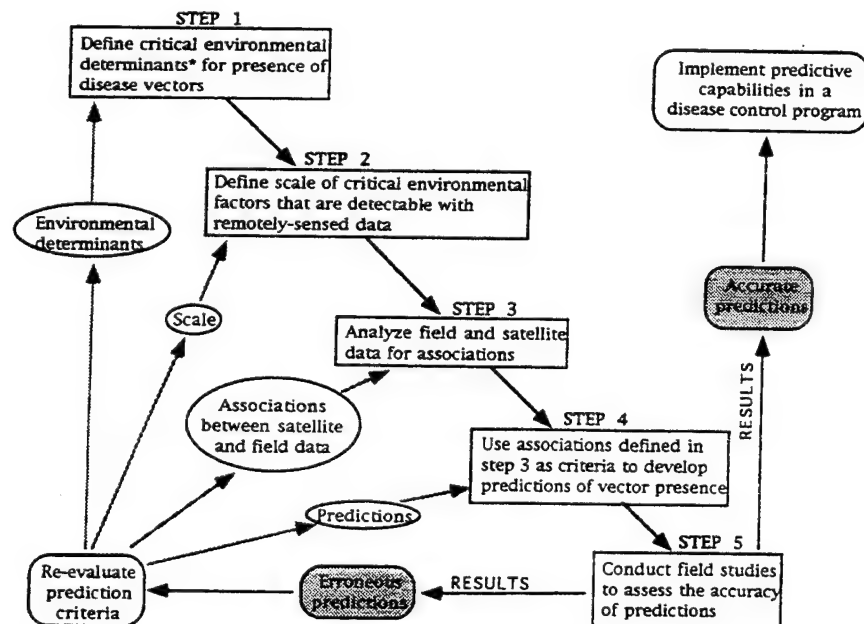 STEP 1
Define critical environmental
determinants* for presence of
disease vectors
Implement predictive
capabilities in a
disease control program
STEP 2
Define scale of critical environmental
factors that are detectable with
remotely-sensed data
Environmental
determinants
Accurate
predictions
STEP 3
Scale
Analyze field and satellite
data for associations
RESULTS
Associations
between satellite
and field data
STEP 4
Use associations defined in
step 3 as criteria to develop
predictions of vector presence
Predictions
STEP 5
Conduct field studies
to assess the accuracy
of predictions
RESULTS
Erroneous
predictions
Re-evaluate
prediction
criteria